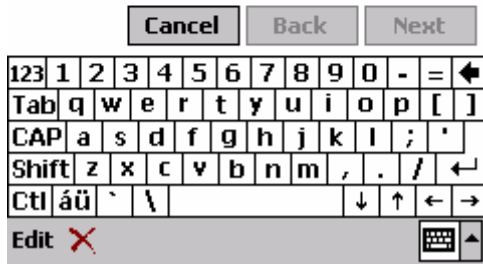 Cancel Back Next
123 1 2 3 4 5 6 7 8 9 0 - = ←
Tab q w e r t y u i o p [ ]
CAP a s d f g h j k l ; '
Shift z x c v b n m , . / ↵
Ctl áü ` \ ↓ ↑ ← →
Edit